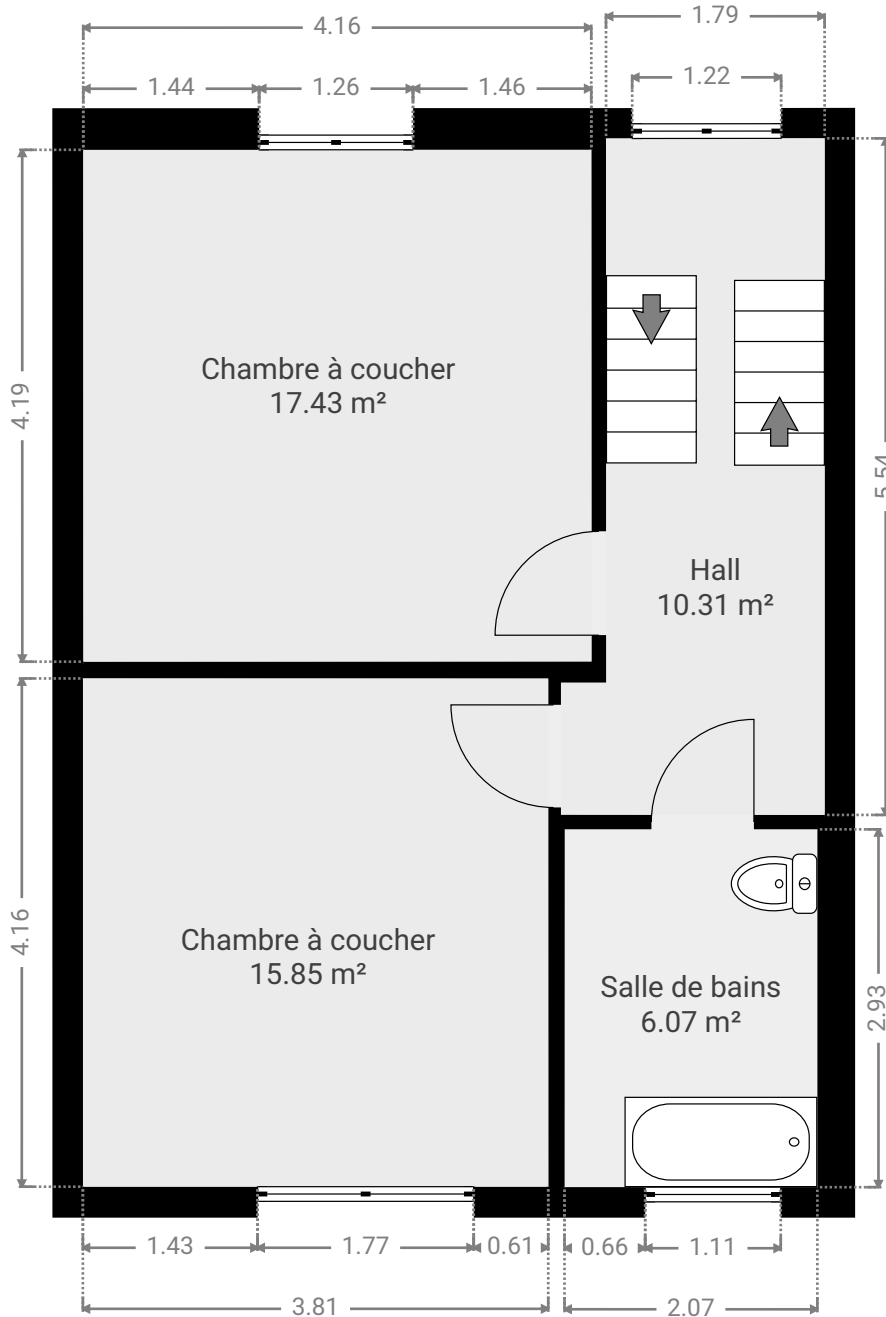 4.16
1.79
1.44
1.26
1.46
1.22
4.19
Chambre à coucher
17.43 m²
5.54
Hall
10.31 m²
4.16
Chambre à coucher
15.85 m²
Salle de bains
6.07 m²
2.93
1.43
1.77
0.61
0.66
1.11
3.81
2.07